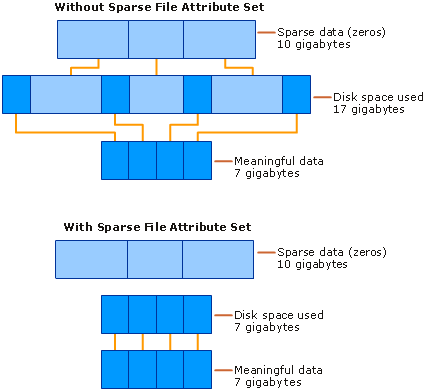 Without Sparse File Attribute Set
Sparse data (zeros)
10 gigabytes
Disk space used
17 gigabytes
Meaningful data
7 gigabytes
With Sparse File Attribute Set
Sparse data (zeros)
10 gigabytes
Disk space used
7 gigabytes
Meaningful data
7 gigabytes